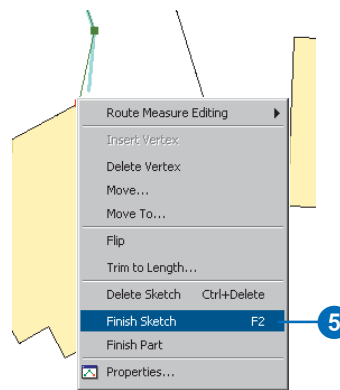 Route Measure Editing
Insert Vertex
Delete Vertex
Move...
Move To...
Flip
Trim to Length...
Delete Sketch Ctrl+Delete
Finish Sketch F2
5
Finish Part
Properties...